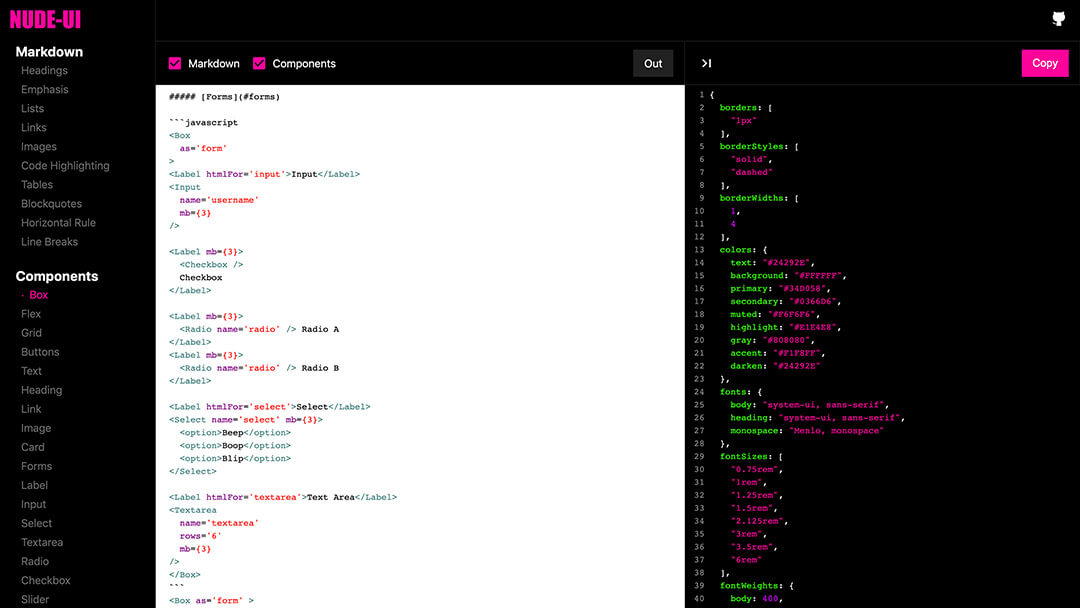 NUDE-UI
Markdown
Headings
Emphasis
Lists
Links
Images
Code Highlighting
Tables
Blockquotes
Horizontal Rule
Line Breaks
Components
· Box
Flex
Grid
Buttons
Text
Heading
Link
Image
Card
Forms
Label
Input
Select
Textarea
Radio
Checkbox
Slider
Markdown
Components
Out
##### [Forms](#forms)
```javascript
<Box
as='form'
>
<Label htmlFor='input'>Input</Label>
<Input
name='username'
mb={3}
/>
<Label mb={3}>
<Checkbox />
Checkbox
</Label>
<Label mb={3}>
<Radio name='radio' /> Radio A
</Label>
<Label mb={3}>
<Radio name='radio' /> Radio B
</Label>
<Label htmlFor='select'>Select</Label>
<Select name='select' mb={3}>
<option>Beep</option>
<option>Boop</option>
<option>Blip</option>
</Select>
<Label htmlFor='textarea'>Text Area</Label>
<Textarea
name='textarea'
rows='6'
mb={3}
/>
</Box>
```
<Box as='form' >
Copy
1 {
2 borders: [
3 "1px"
4 ],
5 borderStyles: [
6 "solid",
7 "dashed"
8 ],
9 borderWidths: [
10 1,
11 4
12 ],
13 colors: {
14 text: "#24292E",
15 background: "#FFFFFF",
16 primary: "#34D058",
17 secondary: "#0366D6",
18 muted: "#F6F6F6",
19 highlight: "#E1E4E8",
20 gray: "#808080",
21 accent: "#F1F8FF",
22 darken: "#24292E"
23 },
24 fonts: {
25 body: "system-ui, sans-serif",
26 heading: "system-ui, sans-serif",
27 monospace: "Menlo, monospace"
28 },
29 fontSizes: [
30 "0.75rem",
31 "1rem",
32 "1.25rem",
33 "1.5rem",
34 "2.125rem",
35 "3rem",
36 "3.5rem",
37 "6rem"
38 ],
39 fontWeights: {
40 body: 400,